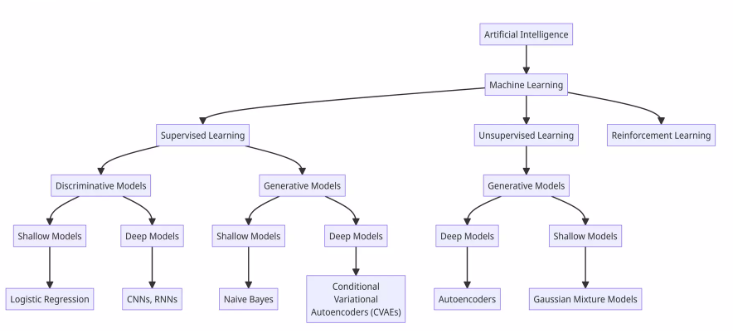 Artificial Intelligence
Machine Learning
Supervised Learning
Unsupervised Learning
Reinforcement Learning
Discriminative Models
Generative Models
Generative Models
Shallow Models
Deep Models
Shallow Models
Deep Models
Deep Models
Shallow Models
Logistic Regression
CNNs, RNNs
Naive Bayes
Conditional
Variational
Autoencoders (CVAEs)
Autoencoders
Gaussian Mixture Models